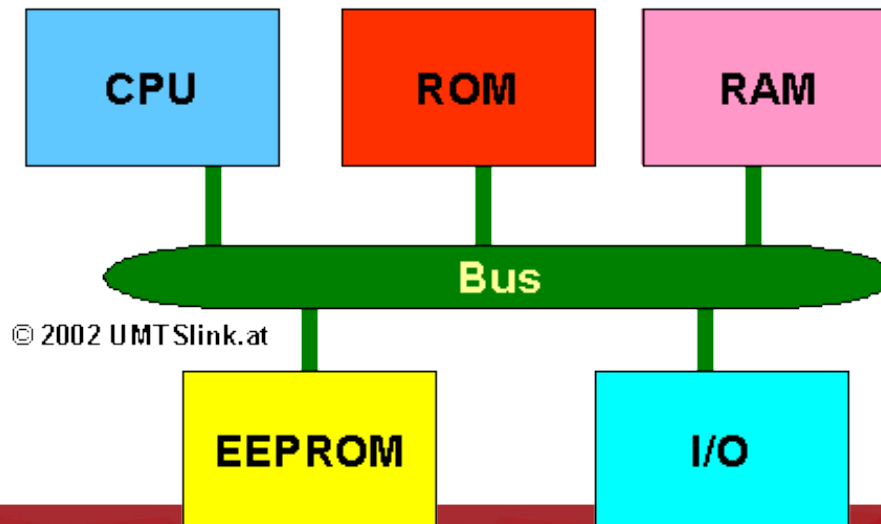 CPU
ROM
RAM
Bus
© 2002 UMTSlink.at
EEPROM
I/O